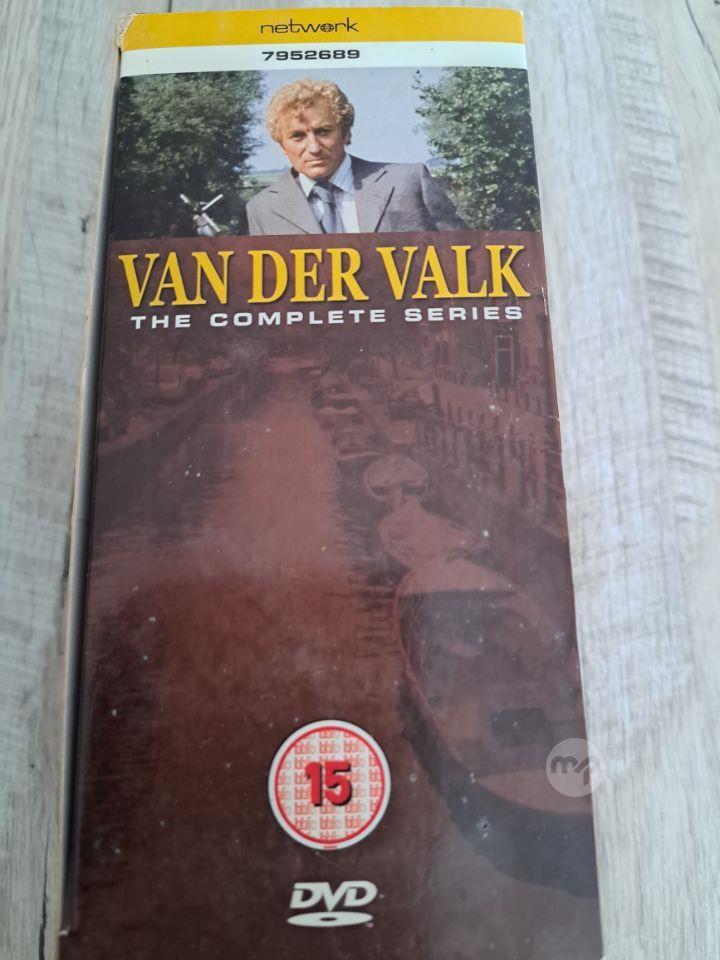 network
7952689
VAN DER VALK
THE COMPLETE SERIES
15
DVD